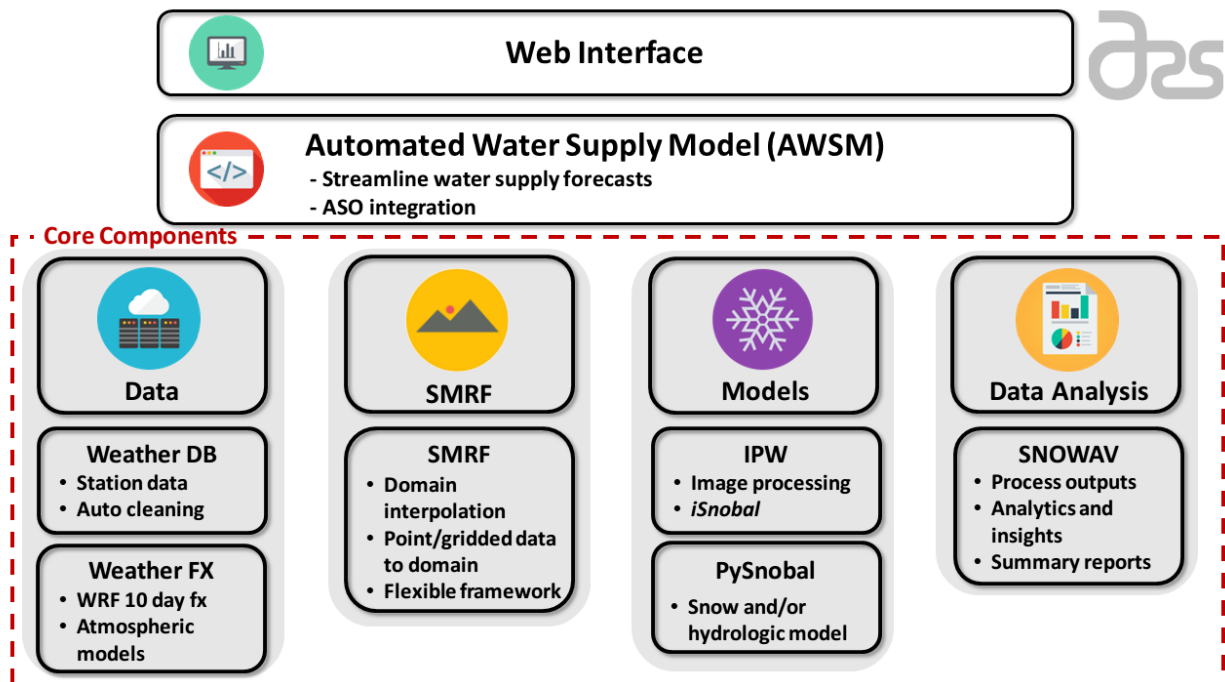 Web Interface
ars
</>
Automated Water Supply Model (AWSM)
- Streamline water supply forecasts
- ASO integration
Core Components
Data
Weather DB
• Station data
• Auto cleaning
Weather FX
• WRF 10 day fx
• Atmospheric
models
SMRF
SMRF
• Domain
interpolation
• Point/gridded data
to domain
• Flexible framework
Models
IPW
• Image processing
• iSnobal
PySnobal
• Snow and/or
hydrologic model
Data Analysis
SNOWAV
• Process outputs
• Analytics and
insights
• Summary reports